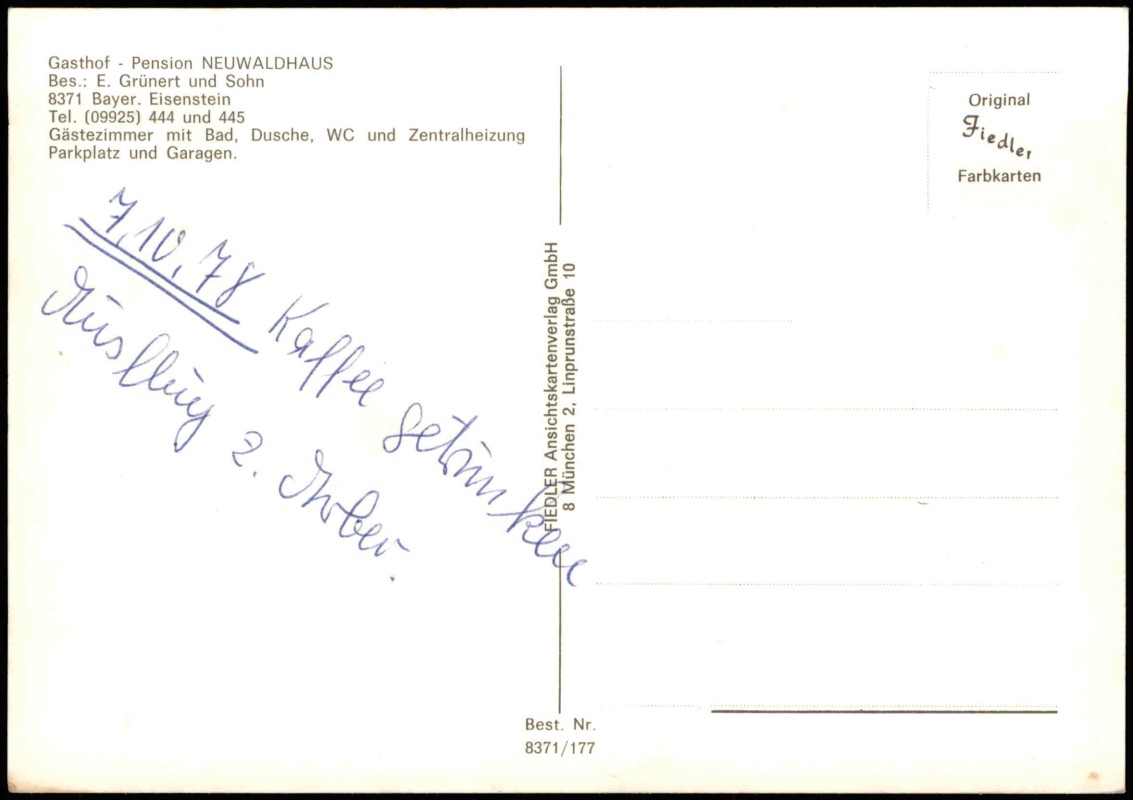 Gasthof - Pension NEUWALDHAUS
Bes.: E. Grünert und Sohn
8371 Bayer. Eisenstein
Tel. (09925) 444 und 445
Gästezimmer mit Bad, Dusche, WC und Zentralheizung
Parkplatz und Garagen.
7.10.78 Kaffee getrunken
Ausflug z. Arber.
FIEDLER Ansichtskartenverlag GmbH
8 München 2, Linprunstraße 10
Original
Fiedler
Farbkarten
Best. Nr.
8371/177